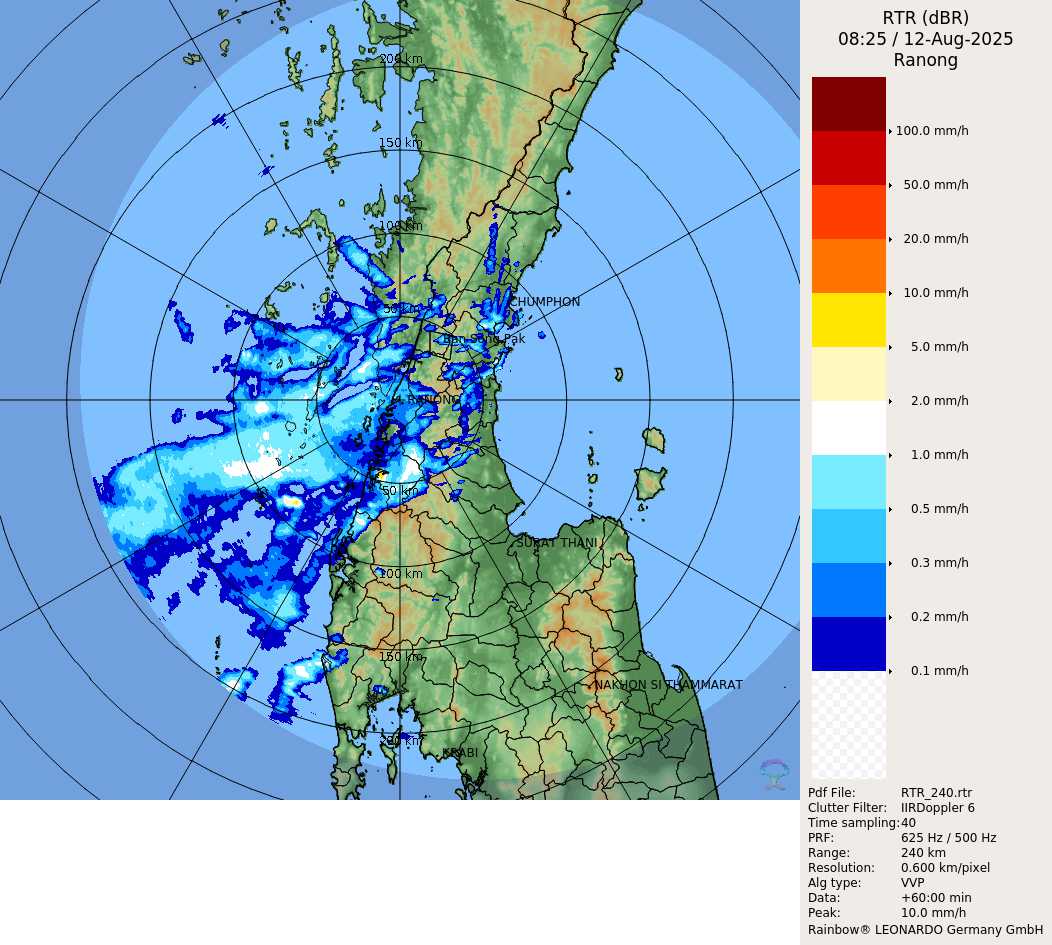 RTR (dBR)
08:25 / 12-Aug-2025
Ranong
100.0 mm/h
50.0 mm/h
20.0 mm/h
10.0 mm/h
5.0 mm/h
2.0 mm/h
1.0 mm/h
0.5 mm/h
0.3 mm/h
0.2 mm/h
0.1 mm/h
Pdf File: RTR_240.rtr
Clutter Filter: IIRDoppler 6
Time sampling: 40
PRF: 625 Hz / 500 Hz
Range: 240 km
Resolution: 0.600 km/pixel
Alg type: VVP
Data: +60:00 min
Peak: 10.0 mm/h
Rainbow® LEONARDO Germany GmbH
200 km
150 km
100 km
CHUMPHON
50 km
Ban Song Pak
RANONG
50 km
SURAT THANI
100 km
150 km
NAKHON SI THAMMARAT
200 km
KRABI